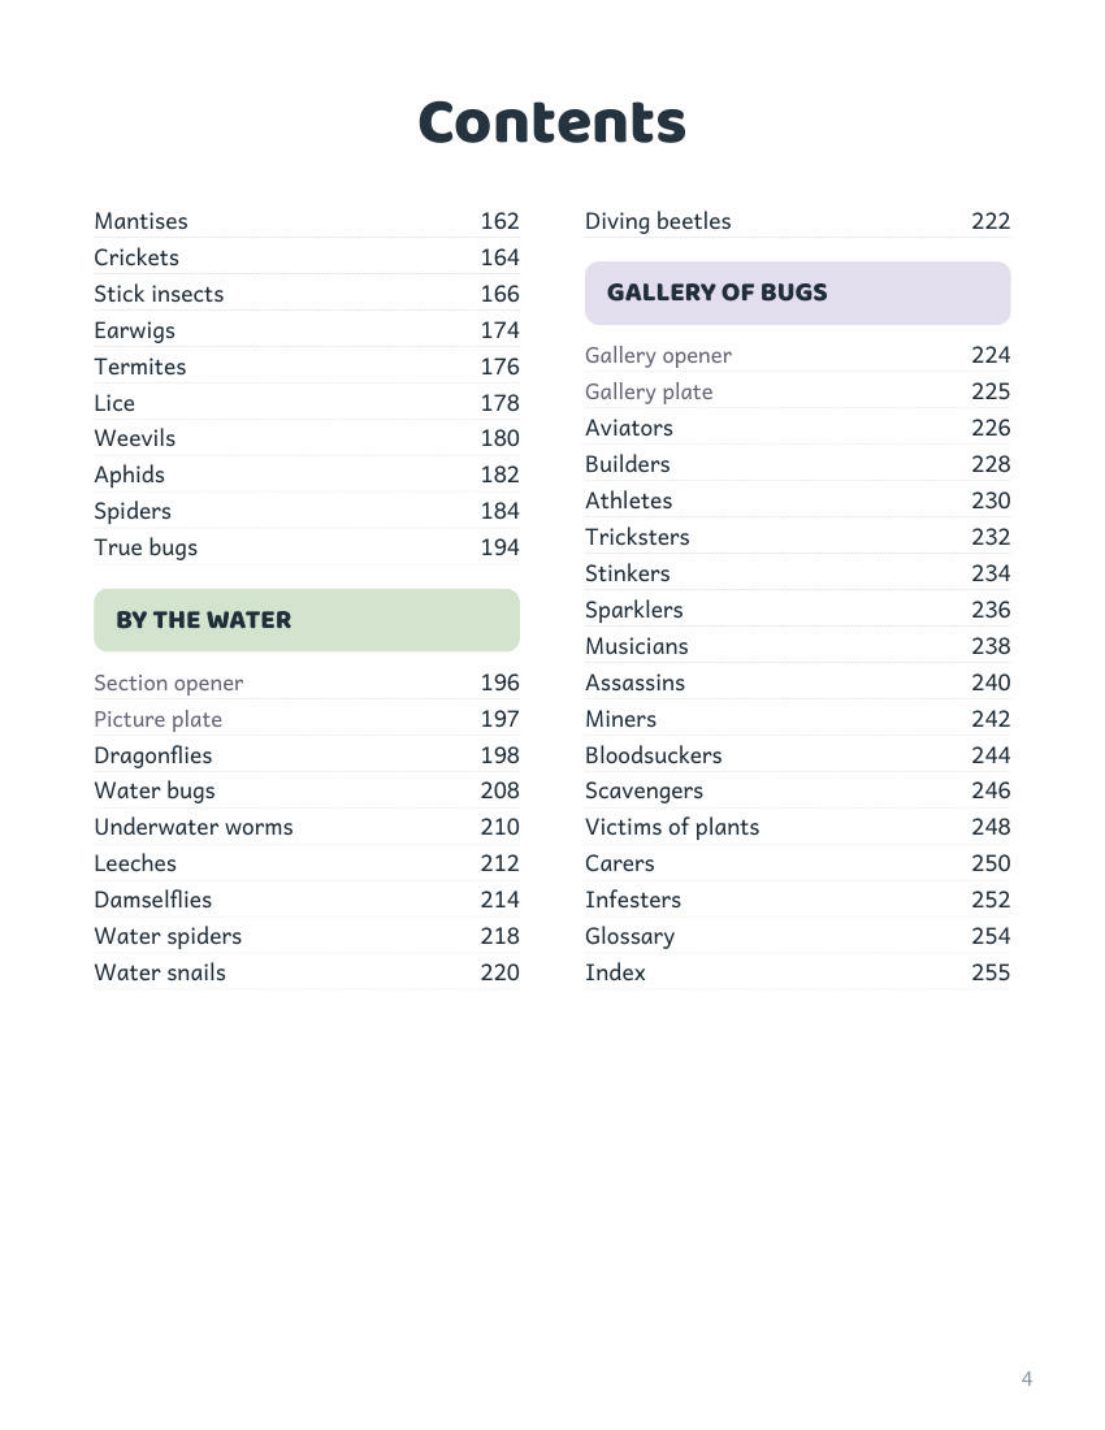 Contents
Mantises 162
Crickets 164
Stick insects 166
Earwigs 174
Termites 176
Lice 178
Weevils 180
Aphids 182
Spiders 184
True bugs 194
BY THE WATER
Section opener 196
Picture plate 197
Dragonflies 198
Water bugs 208
Underwater worms 210
Leeches 212
Damselflies 214
Water spiders 218
Water snails 220
Diving beetles 222
GALLERY OF BUGS
Gallery opener 224
Gallery plate 225
Aviators 226
Builders 228
Athletes 230
Tricksters 232
Stinkers 234
Sparklers 236
Musicians 238
Assassins 240
Miners 242
Bloodsuckers 244
Scavengers 246
Victims of plants 248
Carers 250
Infesters 252
Glossary 254
Index 255
4